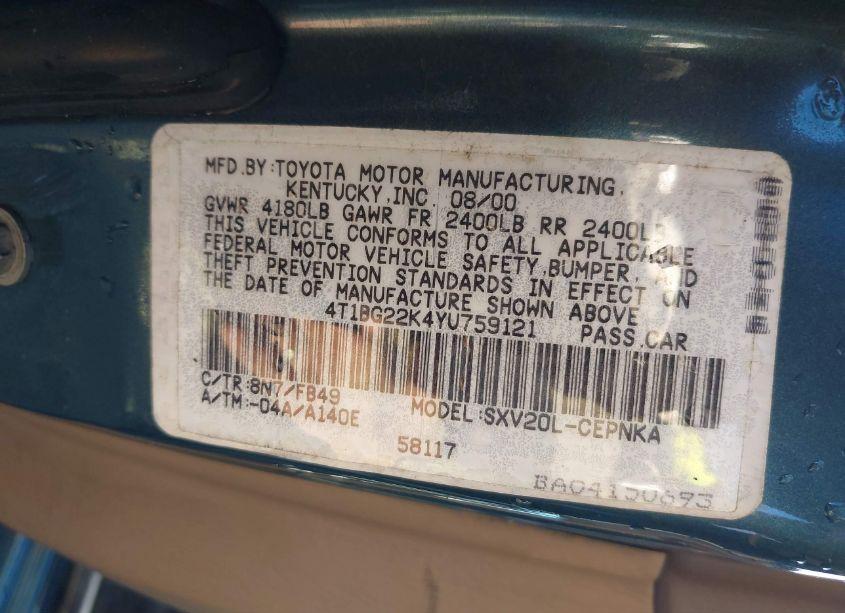 MFD.BY:TOYOTA MOTOR MANUFACTURING,
KENTUCKY,INC. 08/00
GVWR 4180LB GAWR FR 2400LB RR 2400LB
THIS VEHICLE CONFORMS TO ALL APPLICABLE
FEDERAL MOTOR VEHICLE SAFETY,BUMPER, AND
THEFT PREVENTION STANDARDS IN EFFECT ON
THE DATE OF MANUFACTURE SHOWN ABOVE
4T1BG22K4YU759121 PASS.CAR
C/TR:8N7/FB49
A/TM:-04A/A140E MODEL:SXV20L-CEPNKA
58117
BA04150693